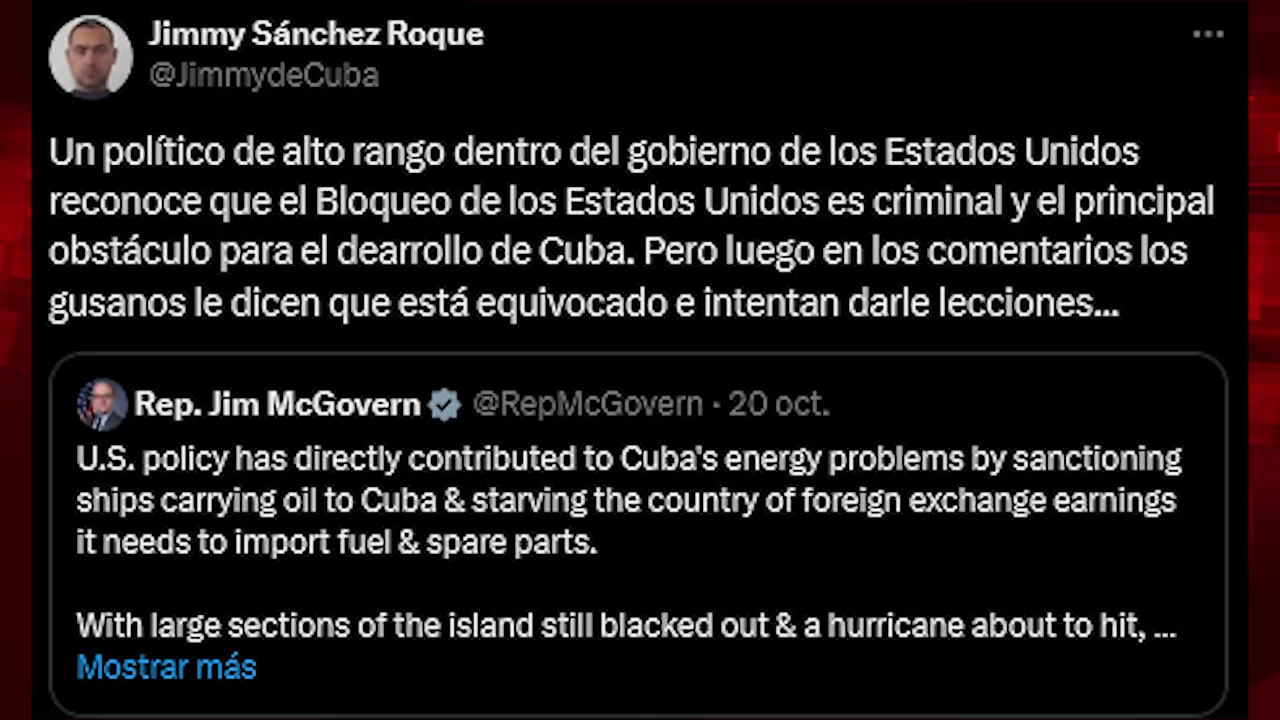 Jimmy Sánchez Roque
@JimmydeCuba
Un político de alto rango dentro del gobierno de los Estados Unidos
reconoce que el Bloqueo de los Estados Unidos es criminal y el principal
obstáculo para el dearrollo de Cuba. Pero luego en los comentarios los
gusanos le dicen que está equivocado e intentan darle lecciones...
Rep. Jim McGovern @RepMcGovern · 20 oct.
U.S. policy has directly contributed to Cuba's energy problems by sanctioning
ships carrying oil to Cuba & starving the country of foreign exchange earnings
it needs to import fuel & spare parts.
With large sections of the island still blacked out & a hurricane about to hit, ...
Mostrar más